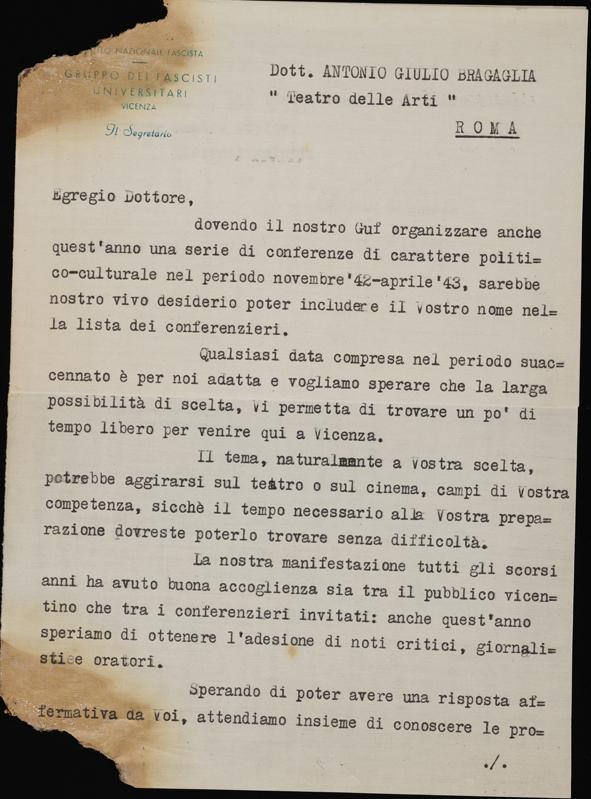 NAZIONALE FASCISTA
GRUPPO DEI FASCISTI
UNIVERSITARI
VICENZA
Il Segretario
Dott. ANTONIO GIULIO BRAGAGLIA
" Teatro delle Arti "
ROMA
Egregio Dottore,
dovendo il nostro Guf organizzare anche
quest'anno una serie di conferenze di carattere politi=
co-culturale nel periodo novembre'42-aprile'43, sarebbe
nostro vivo desiderio poter includere il Vostro nome nel=
la lista dei conferenzieri.
Qualsiasi data compresa nel periodo suac=
cennato è per noi adatta e vogliamo sperare che la larga
possibilità di scelta, Vi permetta di trovare un po' di
tempo libero per venire qui a Vicenza.
Il tema, naturalmente a Vostra scelta,
potrebbe aggirarsi sul teatro o sul cinema, campi di Vostra
competenza, sicchè il tempo necessario alla Vostra prepa=
razione dovreste poterlo trovare senza difficoltà.
La nostra manifestazione tutti gli scorsi
anni ha avuto buona accoglienza sia tra il pubblico vicen=
tino che tra i conferenzieri invitati: anche quest'anno
speriamo di ottenere l'adesione di noti critici, giornali=
sti e oratori.
Sperando di poter avere una risposta af=
fermativa da Voi, attendiamo insieme di conoscere le pro=
./.